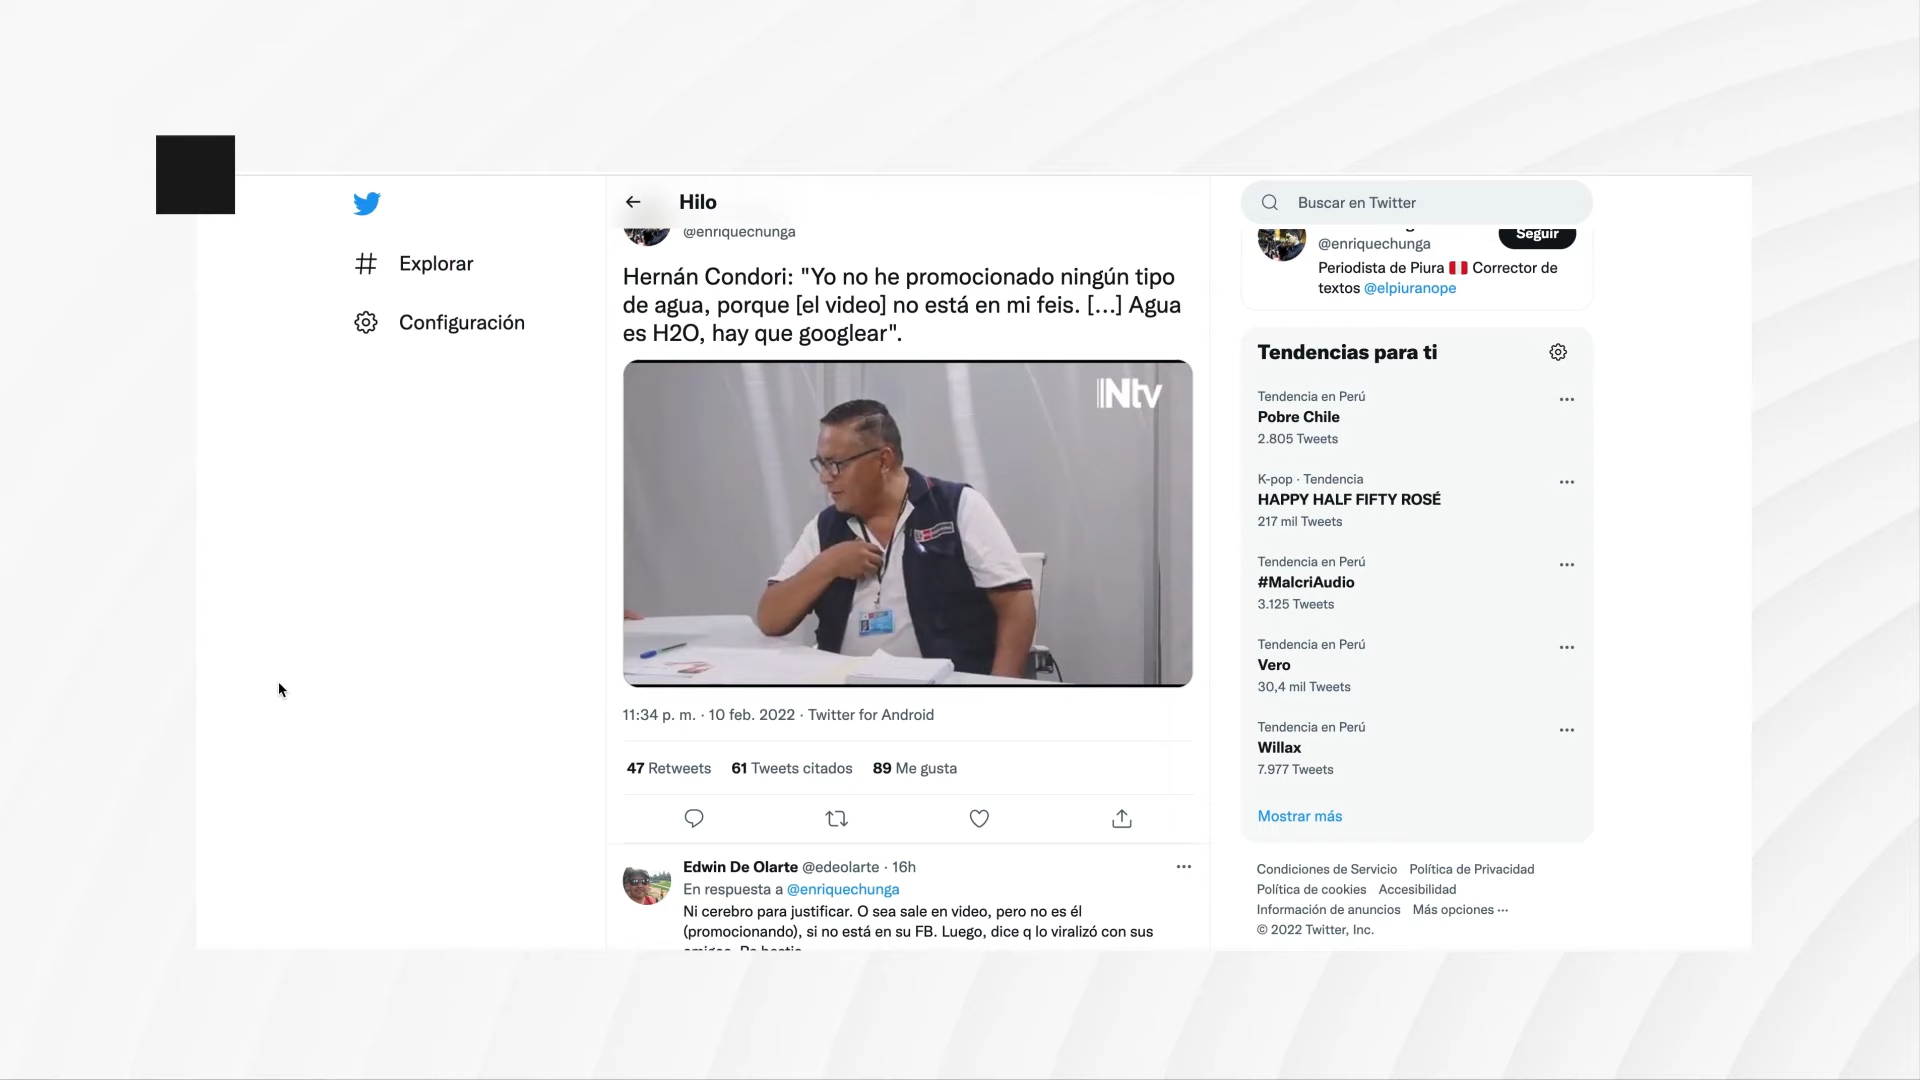 Hilo
@enriquechunga
Hernán Condori: "Yo no he promocionado ningún tipo
de agua, porque [el video] no está en mi feis. [...] Agua
es H2O, hay que googlear".
Ntv
11:34 p. m. · 10 feb. 2022 · Twitter for Android
47 Retweets 61 Tweets citados 89 Me gusta
Edwin De Olarte @edeolarte · 16h
En respuesta a @enriquechunga
Ni cerebro para justificar. O sea sale en video, pero no es él
(promocionando), si no está en su FB. Luego, dice q lo viralizó con sus
Explorar
Configuración
Buscar en Twitter
@enriquechunga
Seguir
Periodista de Piura 🇵🇪 Corrector de
textos @elpiuranope
Tendencias para ti
Tendencia en Perú
Pobre Chile
2.805 Tweets
K-pop · Tendencia
HAPPY HALF FIFTY ROSÉ
217 mil Tweets
Tendencia en Perú
#MalcriAudio
3.125 Tweets
Tendencia en Perú
Vero
30,4 mil Tweets
Tendencia en Perú
Willax
7.977 Tweets
Mostrar más
Condiciones de Servicio Política de Privacidad
Política de cookies Accesibilidad
Información de anuncios Más opciones ···
© 2022 Twitter, Inc.